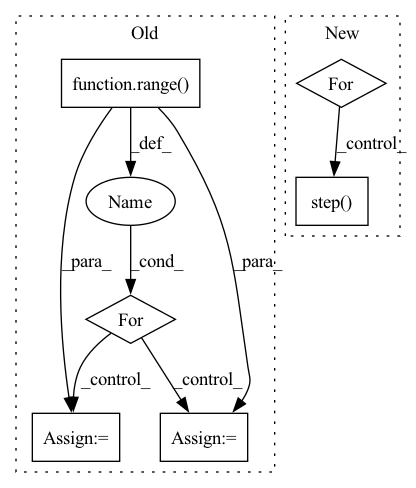 Old
New
function.range()
For
_def_
_control_
Name
step()
_para_
_cond_
_para_
For
_control_
_control_
Assign:=
Assign:=